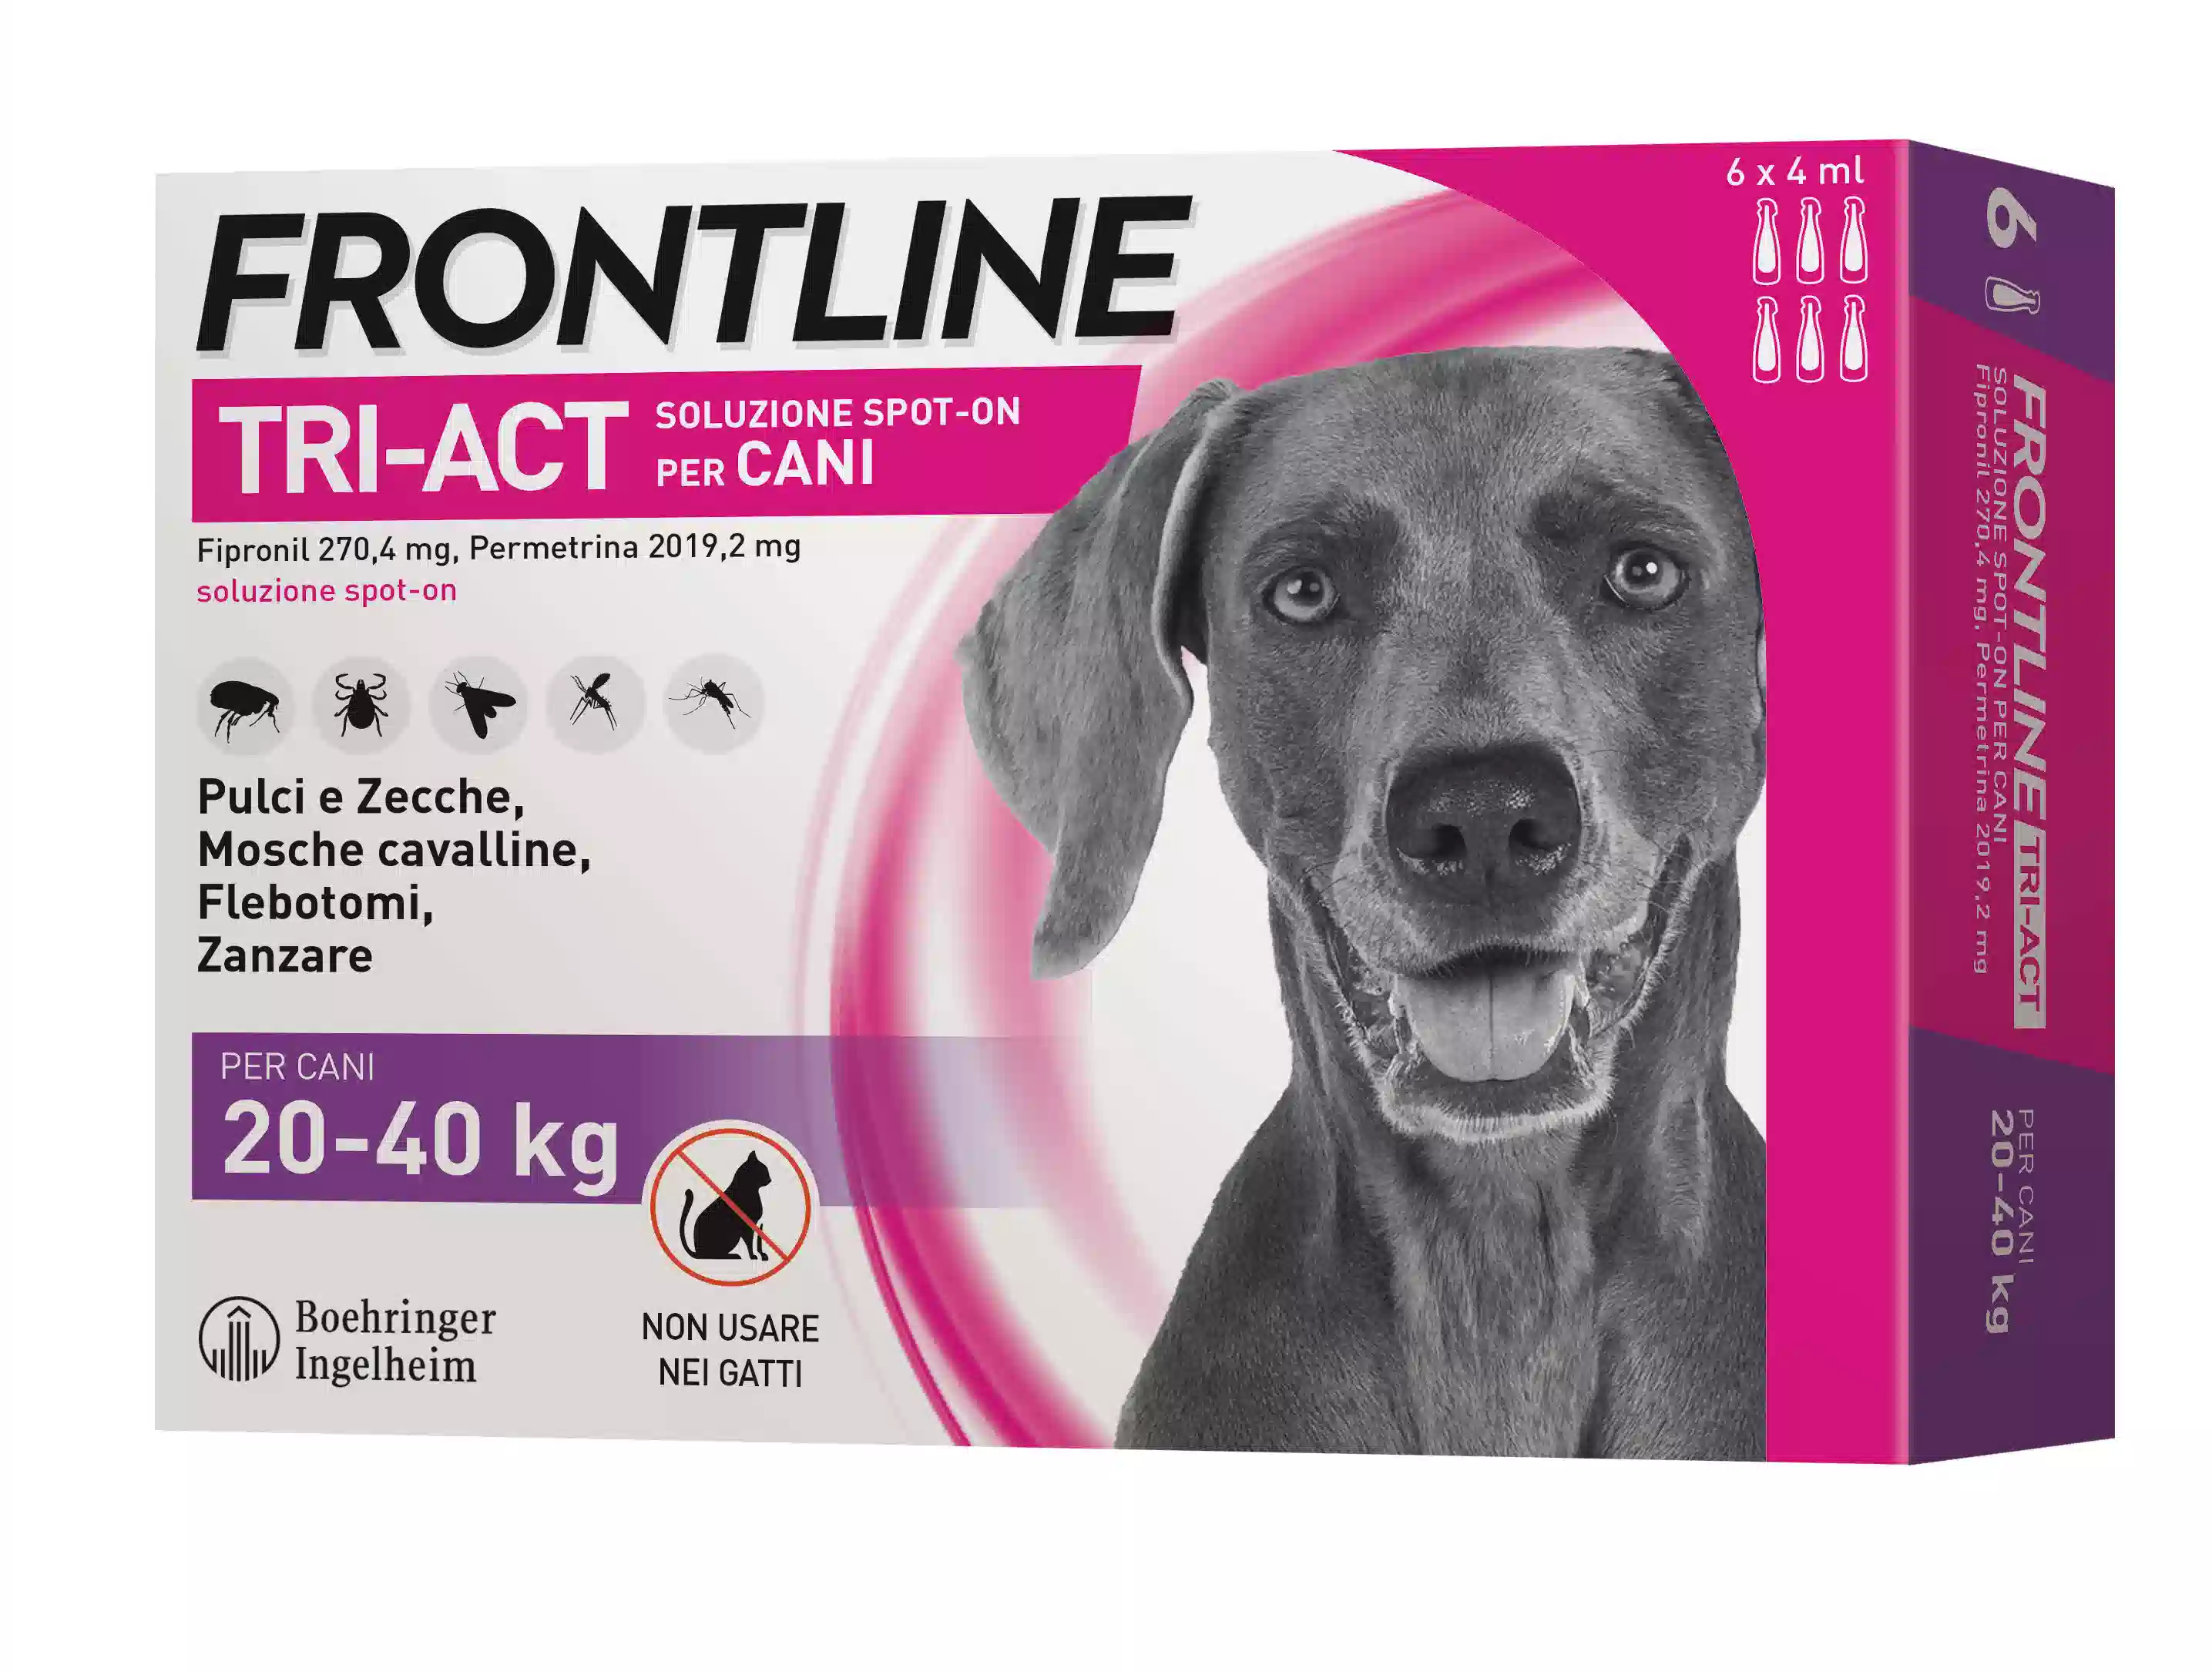 FRONTLINE
TRI-ACT
SOLUZIONE SPOT-ON
PER CANI
Fipronil 270,4 mg, Permetrina 2019,2 mg
soluzione spot-on
Pulci e Zecche,
Mosche cavalline,
Flebotomi,
Zanzare
PER CANI
20-40 kg
NON USARE
NEI GATTI
Boehringer
Ingelheim
6 x 4 ml
6
FRONTLINE TRI-ACT
SOLUZIONE SPOT-ON PER CANI
Fipronil 270,4 mg, Permetrina 2019,2 mg
PER CANI
20-40 kg